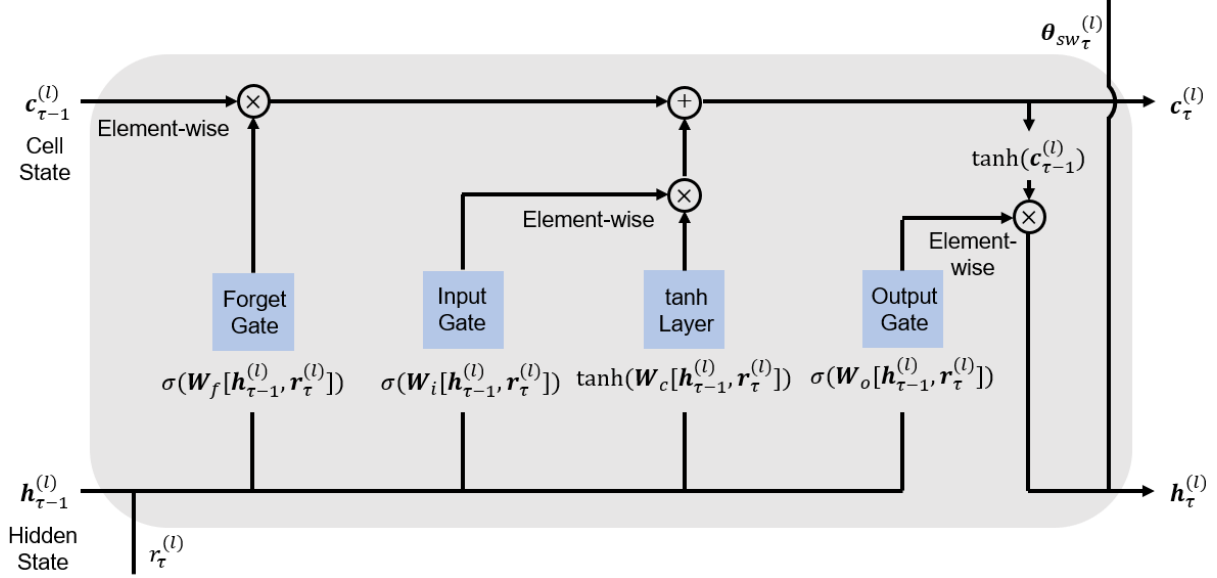 θ_{swτ}^{(l)}
c_{τ−1}^{(l)}
Cell
State
×
+
c_τ^{(l)}
Element-wise
tanh(c_{τ−1}^{(l)})
×
Element-wise
×
Element-
wise
Forget
Gate
Input
Gate
tanh
Layer
Output
Gate
σ(W_f[h_{τ−1}^{(l)}, r_τ^{(l)}])
σ(W_i[h_{τ−1}^{(l)}, r_τ^{(l)}])
tanh(W_c[h_{τ−1}^{(l)}, r_τ^{(l)}])
σ(W_o[h_{τ−1}^{(l)}, r_τ^{(l)}])
h_{τ−1}^{(l)}
Hidden
State
r_τ^{(l)}
h_τ^{(l)}